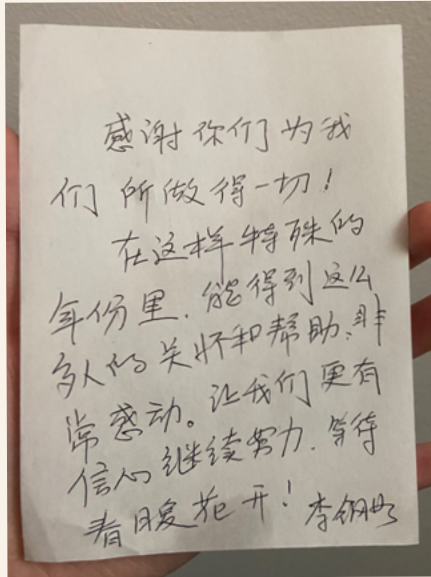 感谢你们为我
们所做得一切！
在这样特殊的
年份里、能得到这么
多人的关怀和帮助、非
常感动。让我们更有
信心继续努力、等待
春暖花开！ 李